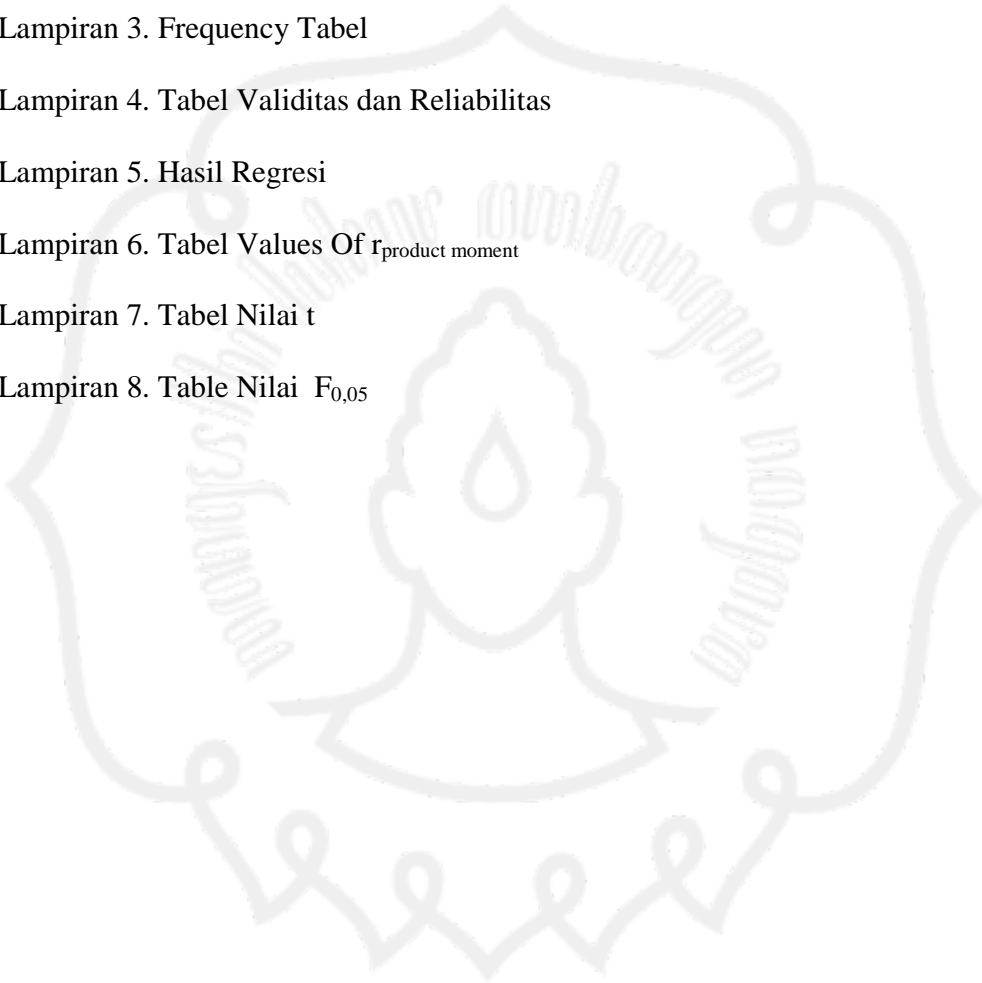 Lampiran 3. Frequency Tabel
Lampiran 4. Tabel Validitas dan Reliabilitas
Lampiran 5. Hasil Regresi
Lampiran 6. Tabel Values Of rproduct moment
Lampiran 7. Tabel Nilai t
Lampiran 8. Table Nilai F0,05